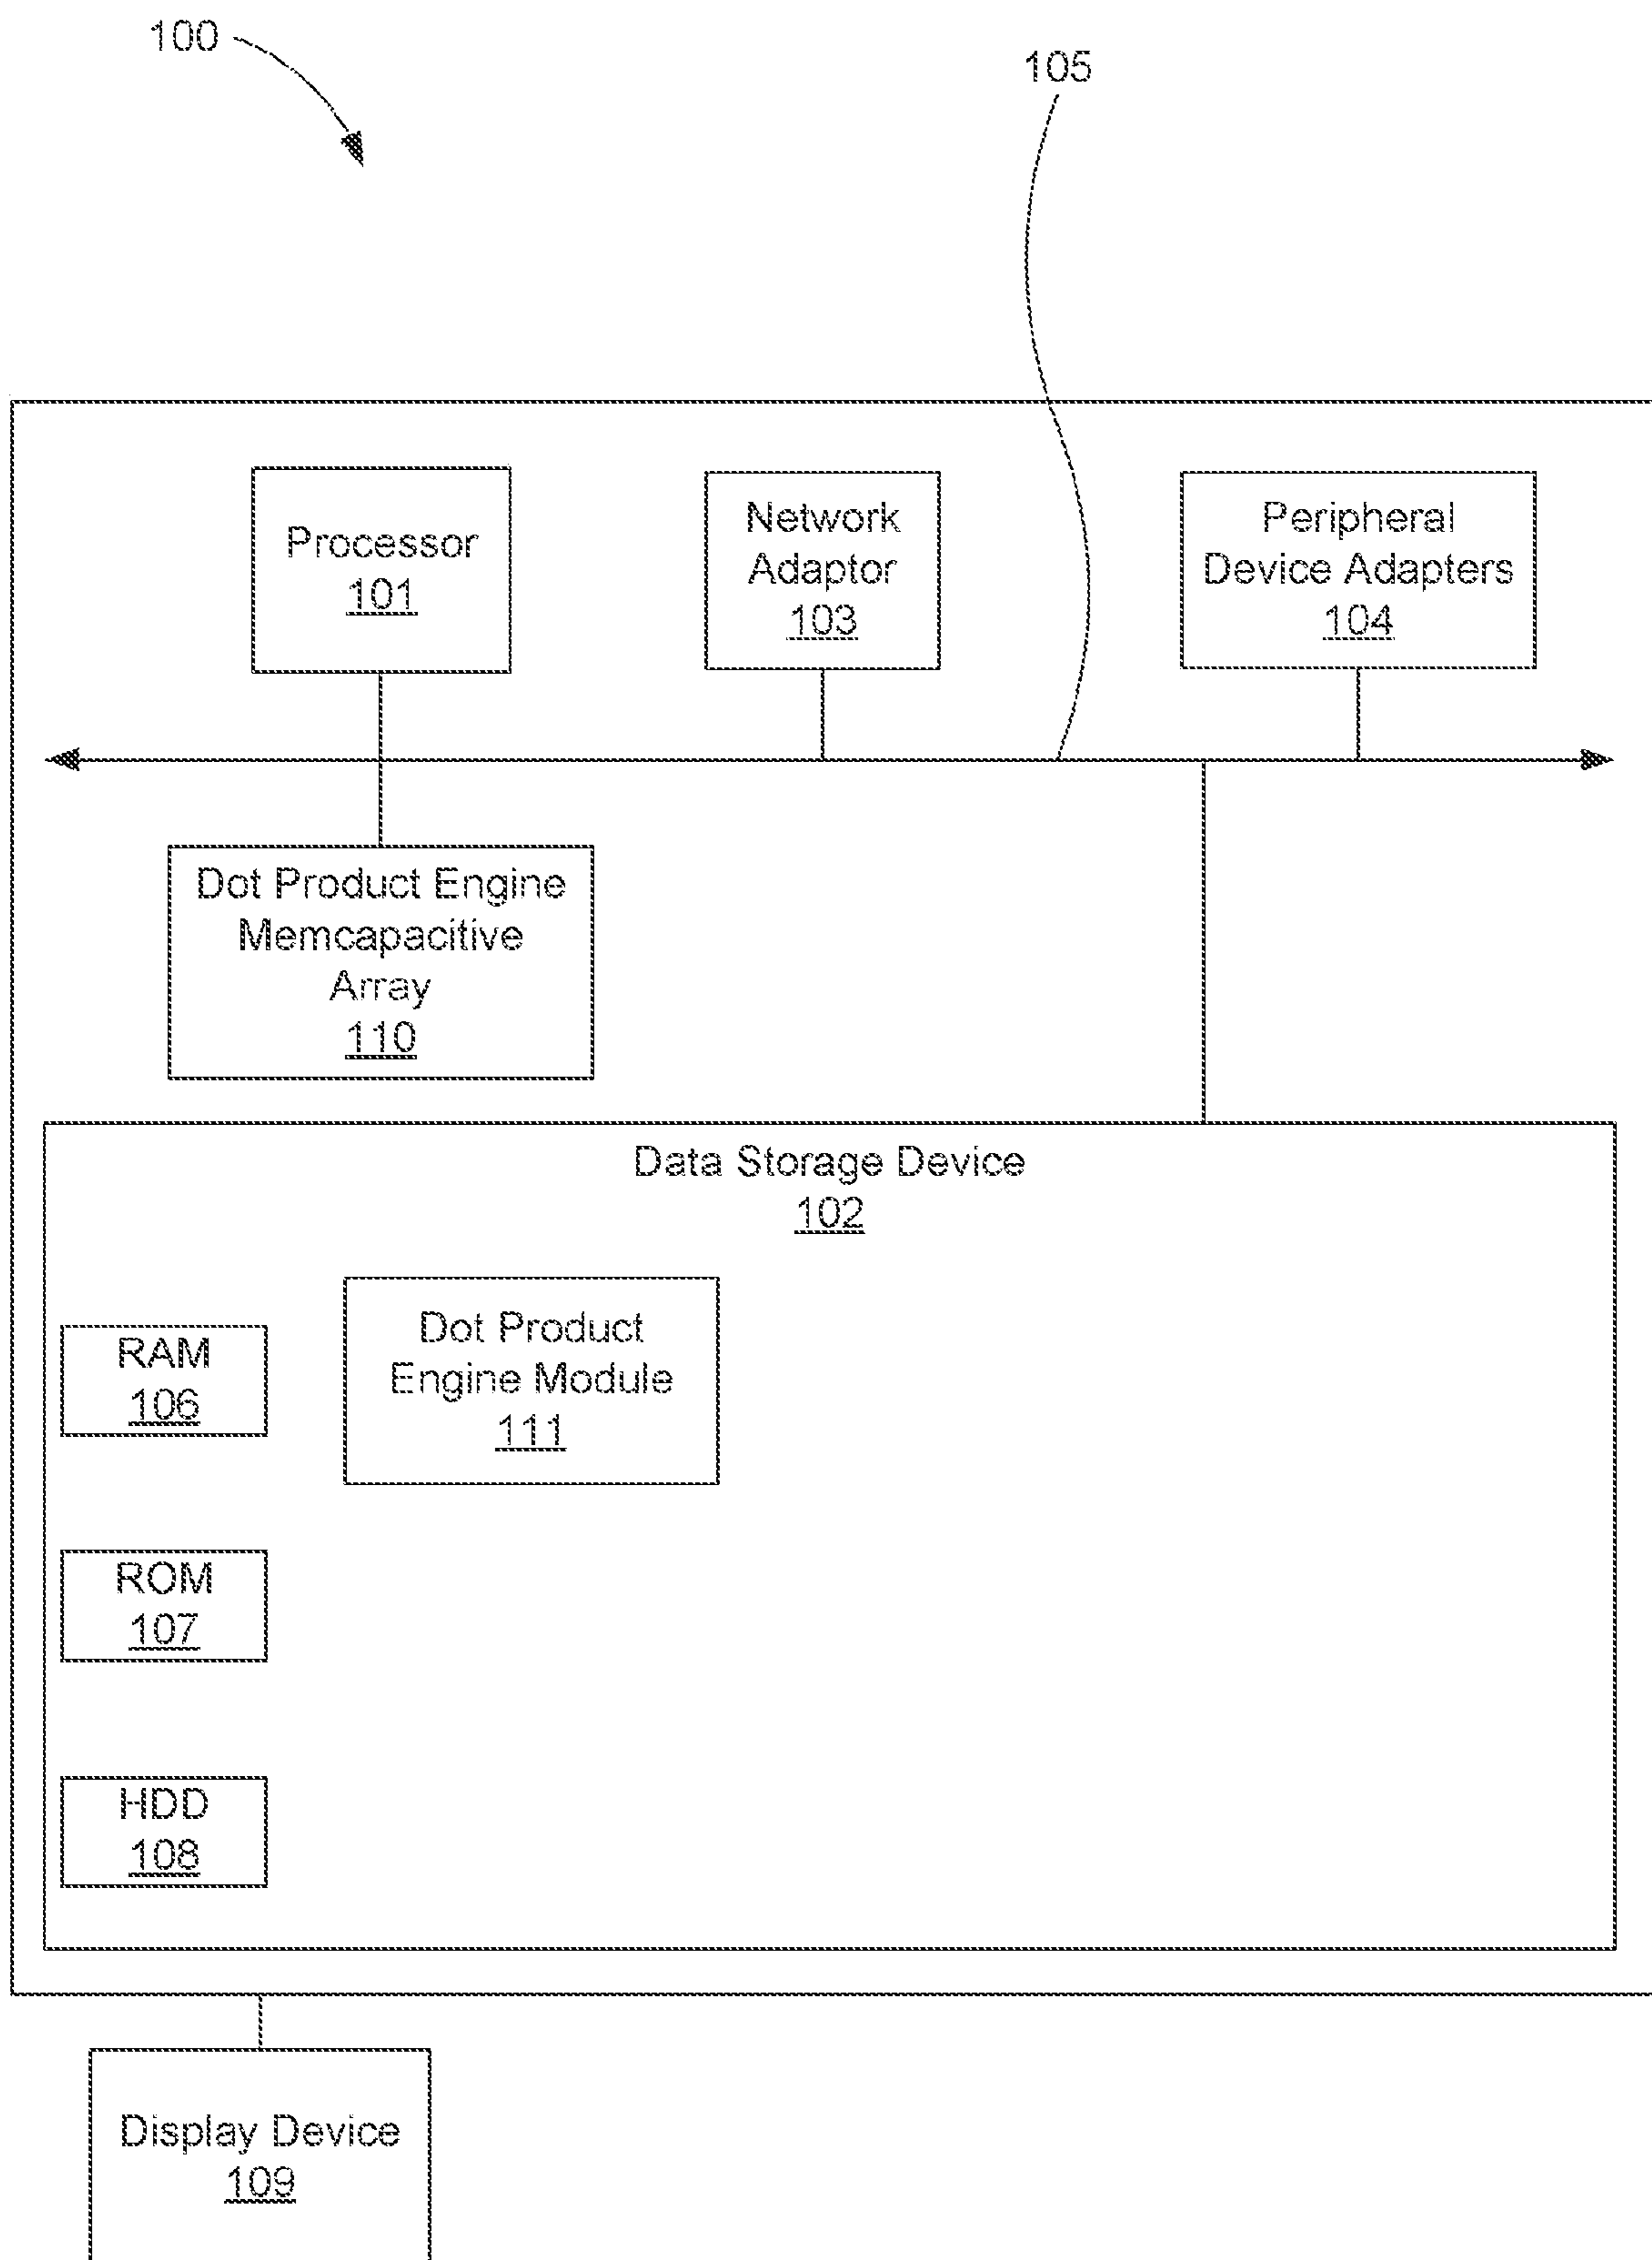 100
105
Processor
101
Network
Adaptor
103
Peripheral
Device Adapters
104
Dot Product Engine
Memcapacitive
Array
110
Data Storage Device
102
RAM
106
Dot Product
Engine Module
111
ROM
107
HDD
108
Display Device
109